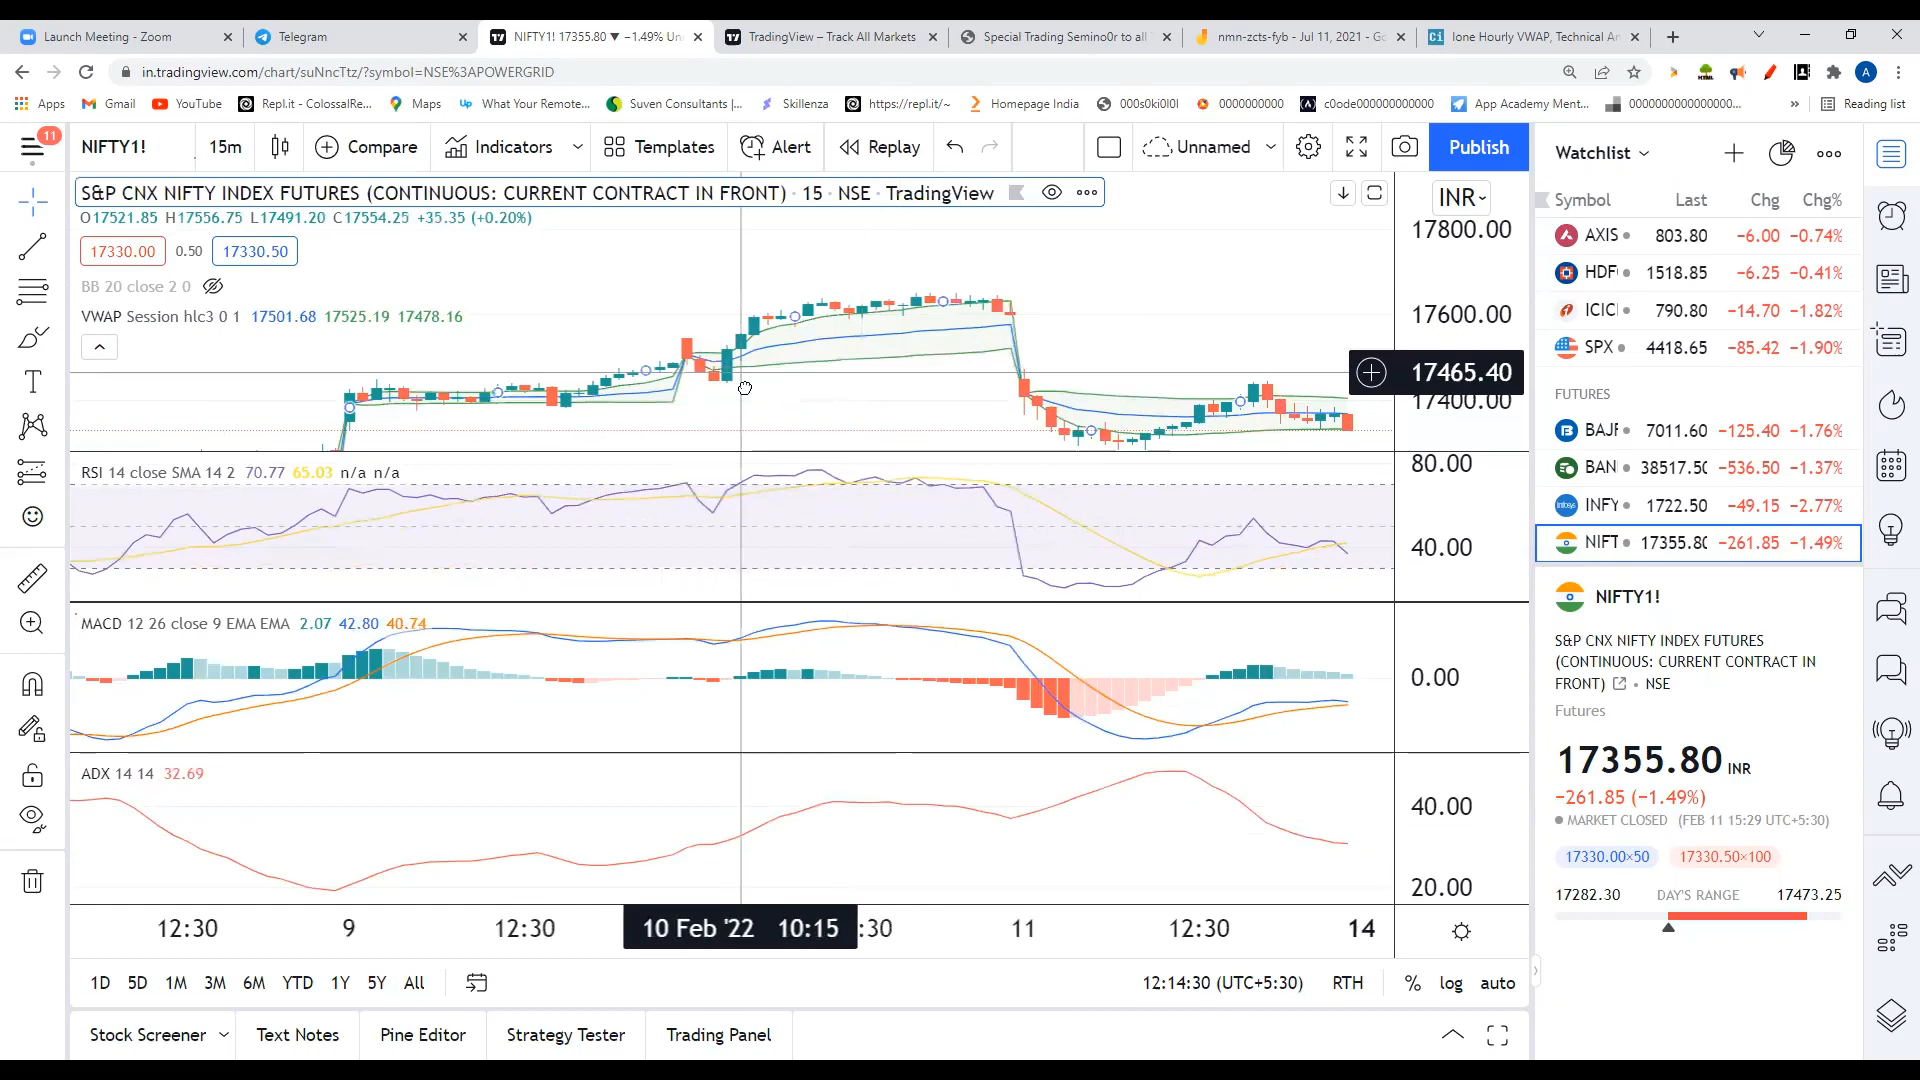 Launch Meeting - Zoom
Telegram
NIFTY1! 17355.80 ▼ −1.49% Un
TradingView – Track All Markets
Special Trading Semino0r to all
nmn-zcts-fyb - Jul 11, 2021 - Go
lone Hourly VWAP, Technical An
in.tradingview.com/chart/suNncTtz/?symbol=NSE%3APOWERGRID
Apps
Gmail
YouTube
Repl.it - ColossalRe...
Maps
What Your Remote...
Suven Consultants |...
Skillenza
https://repl.it/~
Homepage India
000s0ki0l0l
0000000000
c0ode000000000000
App Academy Ment...
Reading list
11
NIFTY1!
15m
Compare
Indicators
Templates
Alert
Replay
Unnamed
Publish
S&P CNX NIFTY INDEX FUTURES (CONTINUOUS: CURRENT CONTRACT IN FRONT) · 15 · NSE · TradingView
O17521.85 H17556.75 L17491.20 C17554.25 +35.35 (+0.20%)
17330.00 0.50 17330.50
BB 20 close 2 0
VWAP Session hlc3 0 1 17501.68 17525.19 17478.16
INR
17800.00
17600.00
17465.40
17400.00
RSI 14 close SMA 14 2 70.77 65.03 n/a n/a
80.00
40.00
MACD 12 26 close 9 EMA EMA 2.07 42.80 40.74
0.00
ADX 14 14 32.69
40.00
20.00
12:30 9 12:30 10 Feb '22 10:15 :30 11 12:30 14
1D 5D 1M 3M 6M YTD 1Y 5Y All
12:14:30 (UTC+5:30) RTH % log auto
Stock Screener
Text Notes
Pine Editor
Strategy Tester
Trading Panel
Watchlist
Symbol Last Chg Chg%
AXIS 803.80 −6.00 −0.74%
HDF 1518.85 −6.25 −0.41%
ICIC 790.80 −14.70 −1.82%
SPX 4418.65 −85.42 −1.90%
FUTURES
BAJF 7011.60 −125.40 −1.76%
BAN 38517.50 −536.50 −1.37%
INFY 1722.50 −49.15 −2.77%
NIFT 17355.80 −261.85 −1.49%
NIFTY1!
S&P CNX NIFTY INDEX FUTURES
(CONTINUOUS: CURRENT CONTRACT IN
FRONT) • NSE
Futures
17355.80 INR
−261.85 (−1.49%)
MARKET CLOSED (FEB 11 15:29 UTC+5:30)
17330.00×50 17330.50×100
17282.30 DAY'S RANGE 17473.25